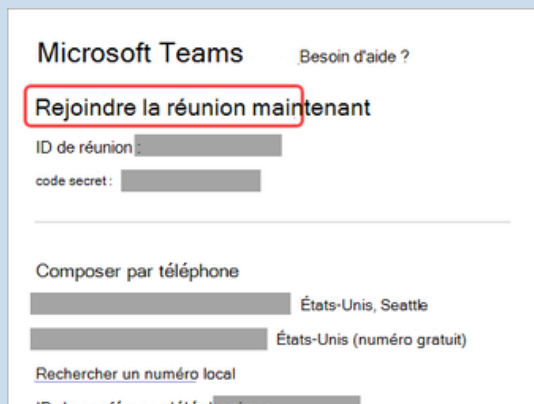 Microsoft Teams Besoin d'aide ?
Rejoindre la réunion maintenant
ID de réunion :
code secret :
Composer par téléphone
États-Unis, Seattle
États-Unis (numéro gratuit)
Rechercher un numéro local